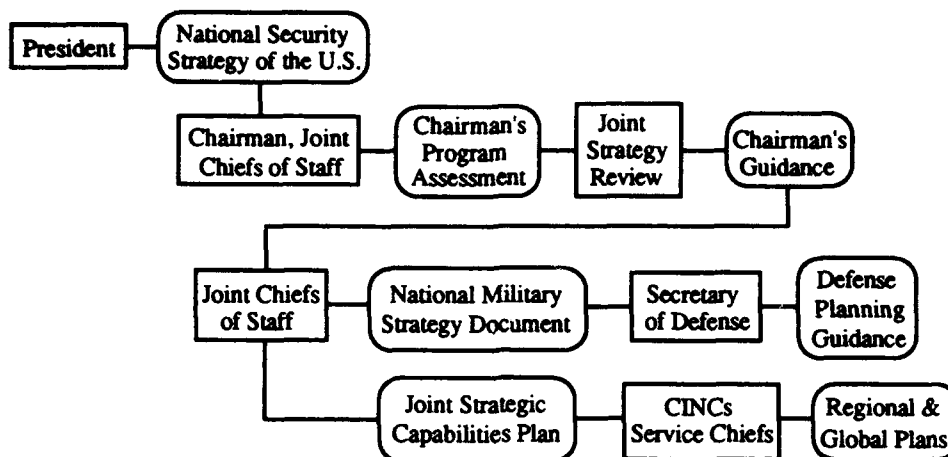 President
National Security
Strategy of the U.S.
Chairman, Joint
Chiefs of Staff
Chairman's
Program
Assessment
Joint
Strategy
Review
Chairman's
Guidance
Joint Chiefs
of Staff
National Military
Strategy Document
Secretary
of Defense
Defense
Planning
Guidance
Joint Strategic
Capabilities Plan
CINCs
Service Chiefs
Regional &
Global Plans